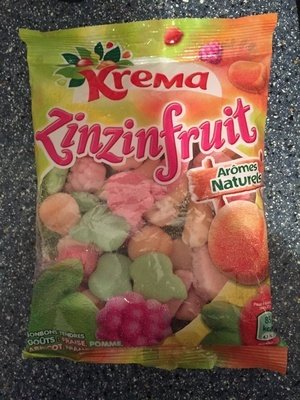 Krema
Zinzinfruit
Arômes
Naturels
BONBONS TENDRES
GOÛTS : FRAISE, POMME,
ABRICOT,